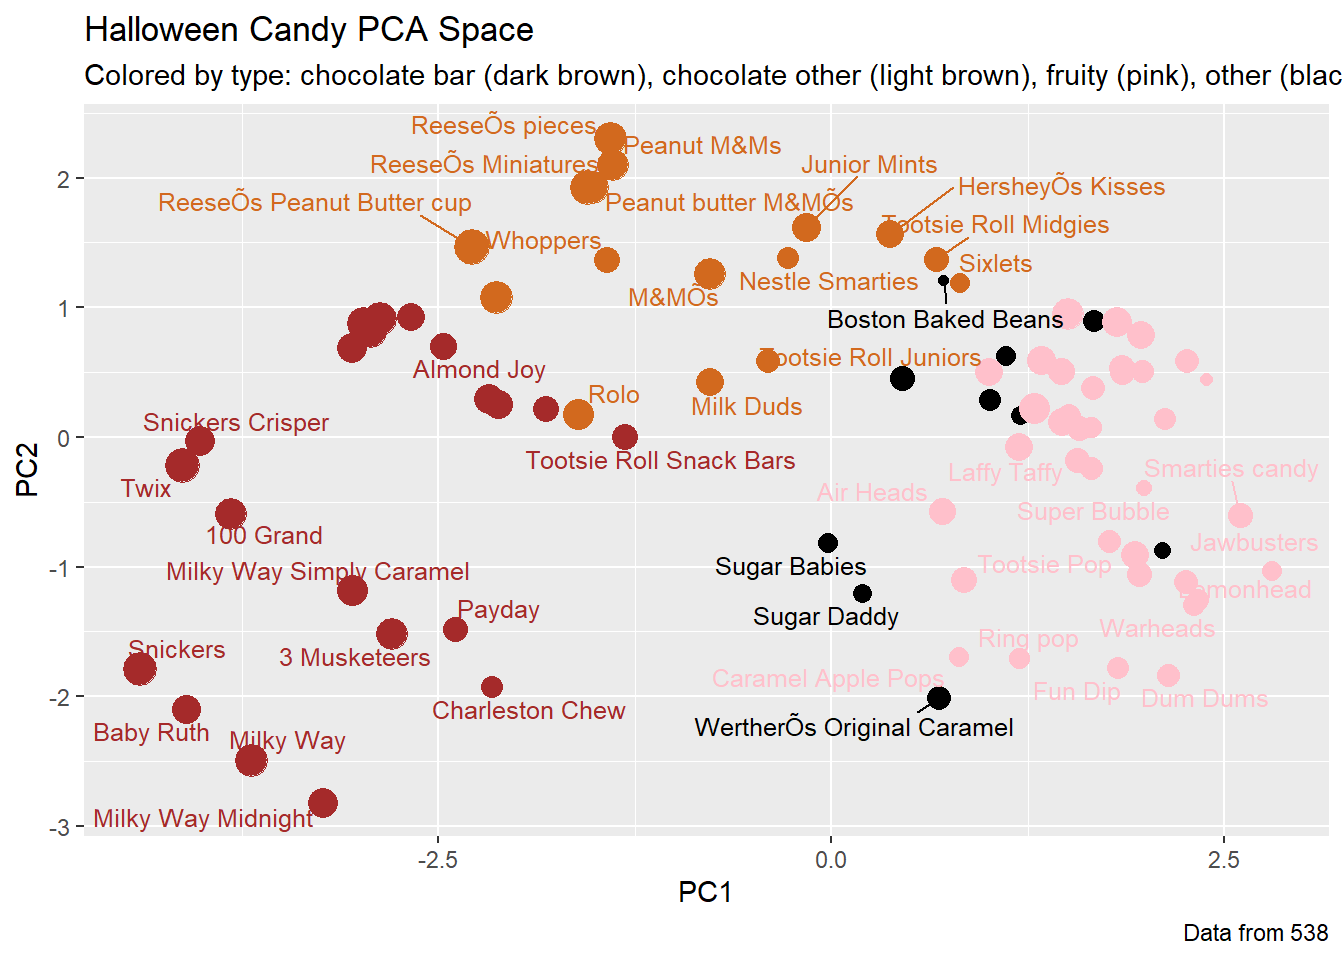 Halloween Candy PCA Space
Colored by type: chocolate bar (dark brown), chocolate other (light brown), fruity (pink), other (blac
ReeseÕs pieces
Peanut M&Ms
ReeseÕs Miniatures
Junior Mints
HersheyÕs Kisses
ReeseÕs Peanut Butter cup
Peanut butter M&MÕs
Tootsie Roll Midgies
Whoppers
Sixlets
Nestle Smarties
M&MÕs
Boston Baked Beans
Tootsie Roll Juniors
Almond Joy
Rolo
Milk Duds
Snickers Crisper
Tootsie Roll Snack Bars
Laffy Taffy
Smarties candy
Twix
Air Heads
Super Bubble
100 Grand
Jawbusters
Milky Way Simply Caramel
Sugar Babies
Tootsie Pop
Lemonhead
Payday
Sugar Daddy
Warheads
Snickers
3 Musketeers
Ring pop
Caramel Apple Pops
Fun Dip
Dum Dums
Charleston Chew
Baby Ruth
WertherÕs Original Caramel
Milky Way
Milky Way Midnight
2
1
0
-1
-2
-3
PC2
-2.5
0.0
2.5
PC1
Data from 538